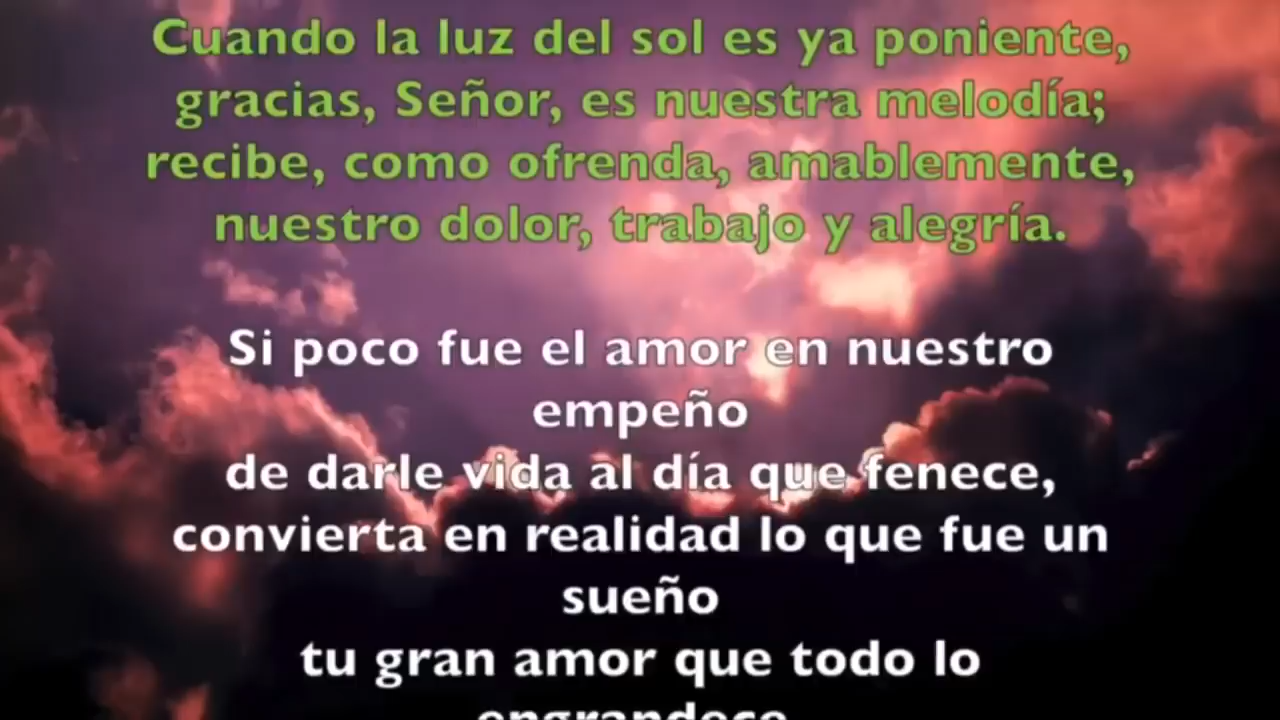 Cuando la luz del sol es ya poniente,
gracias, Señor, es nuestra melodía;
recibe, como ofrenda, amablemente,
nuestro dolor, trabajo y alegría.
Si poco fue el amor en nuestro
empeño
de darle vida al día que fenece,
convierta en realidad lo que fue un
sueño
tu gran amor que todo lo
engrandece